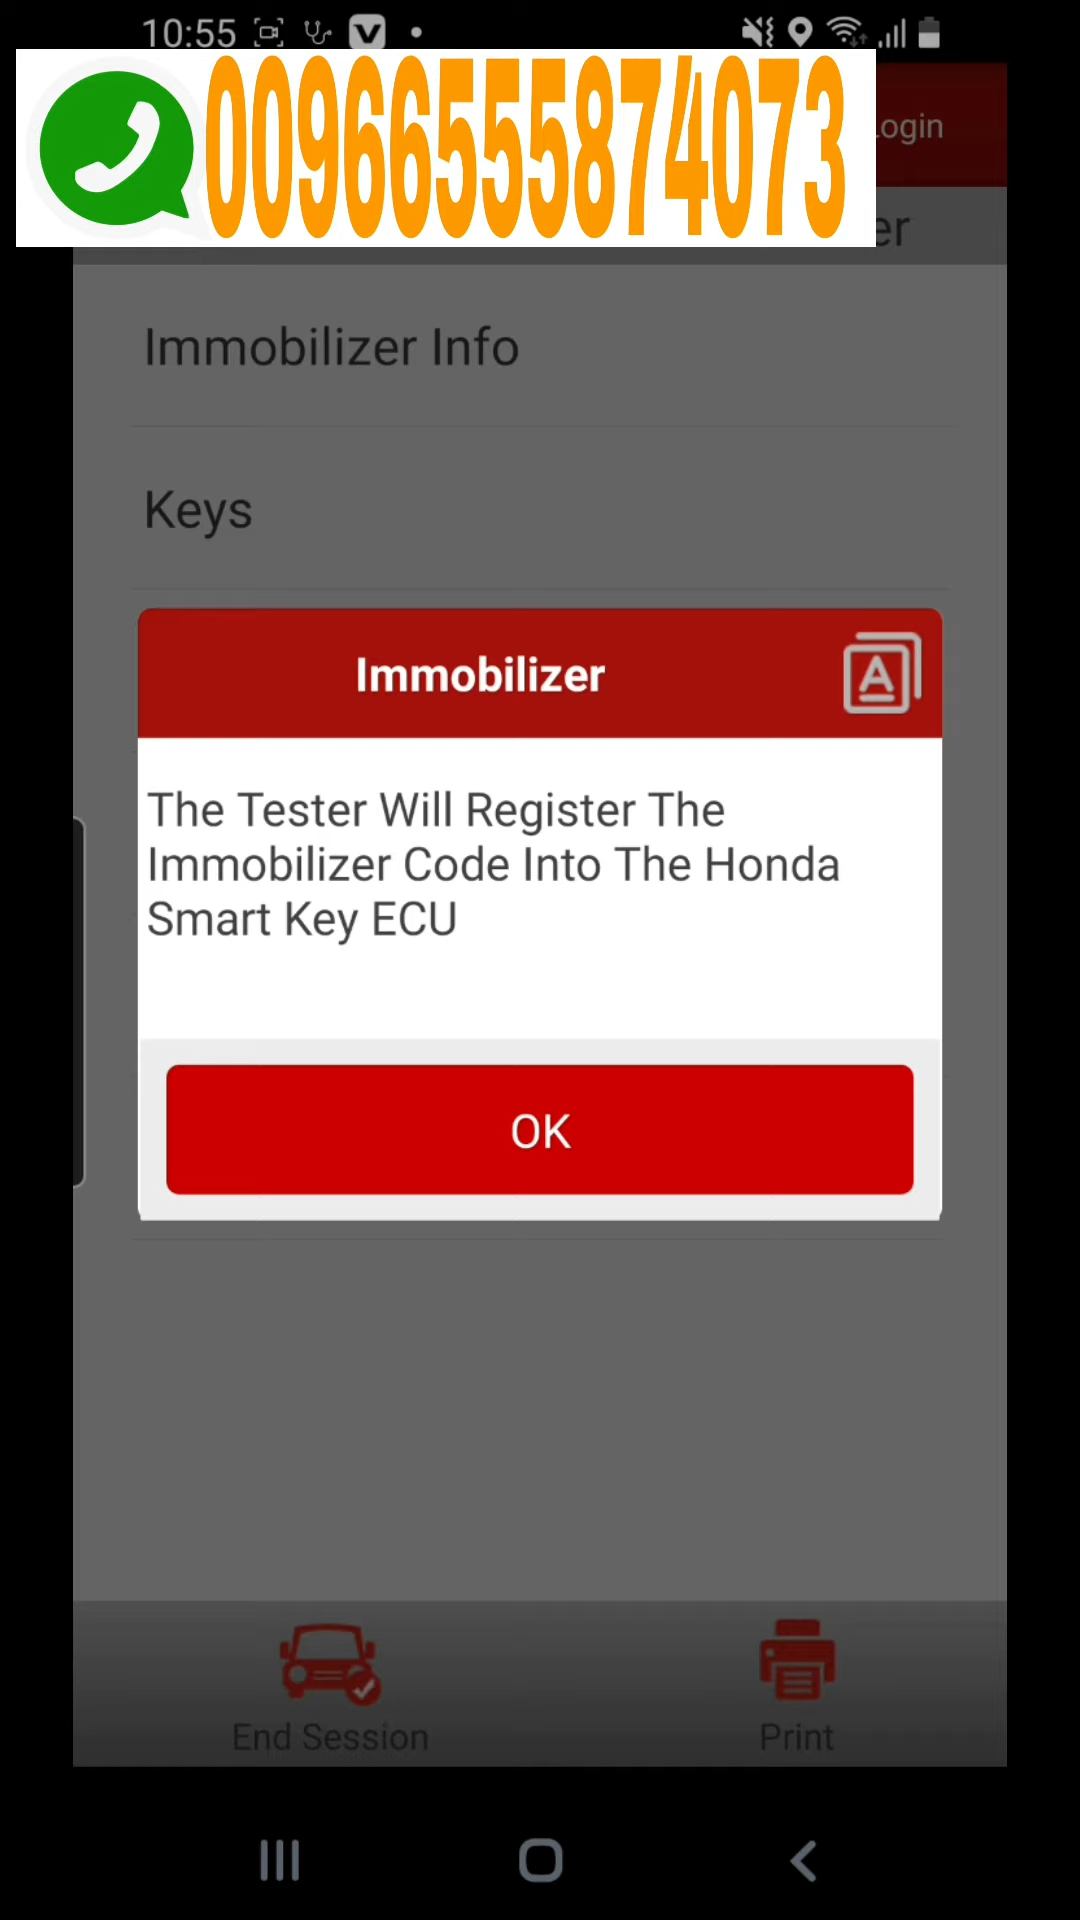 10:55
00966555874073
Login
er
Immobilizer Info
Keys
Immobilizer
A
The Tester Will Register The
Immobilizer Code Into The Honda
Smart Key ECU
OK
End Session
Print